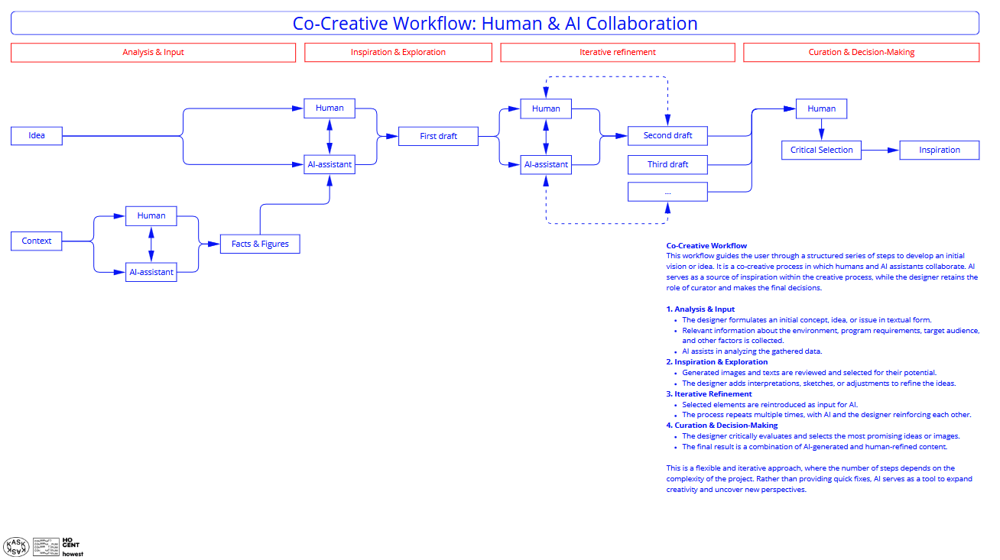 Co-Creative Workflow: Human & AI Collaboration
Analysis & Input
Inspiration & Exploration
Iterative refinement
Curation & Decision-Making
Idea
Human
AI-assistant
First draft
Human
AI-assistant
Second draft
Third draft
...
Human
Critical Selection
Inspiration
Context
Human
AI-assistant
Facts & Figures
Co-Creative Workflow
This workflow guides the user through a structured series of steps to develop an initial
vision or idea. It is a co-creative process in which humans and AI assistants collaborate. AI
serves as a source of inspiration within the creative process, while the designer retains the
role of curator and makes the final decisions.
1. Analysis & Input
• The designer formulates an initial concept, idea, or issue in textual form.
• Relevant information about the environment, program requirements, target audience,
and other factors is collected.
• AI assists in analyzing the gathered data.
2. Inspiration & Exploration
• Generated images and texts are reviewed and selected for their potential.
• The designer adds interpretations, sketches, or adjustments to refine the ideas.
3. Iterative Refinement
• Selected elements are reintroduced as input for AI.
• The process repeats multiple times, with AI and the designer reinforcing each other.
4. Curation & Decision-Making
• The designer critically evaluates and selects the most promising ideas or images.
• The final result is a combination of AI-generated and human-refined content.
This is a flexible and iterative approach, where the number of steps depends on the
complexity of the project. Rather than providing quick fixes, AI serves as a tool to expand
creativity and uncover new perspectives.
KASK
KASK
HO
GENT
howest